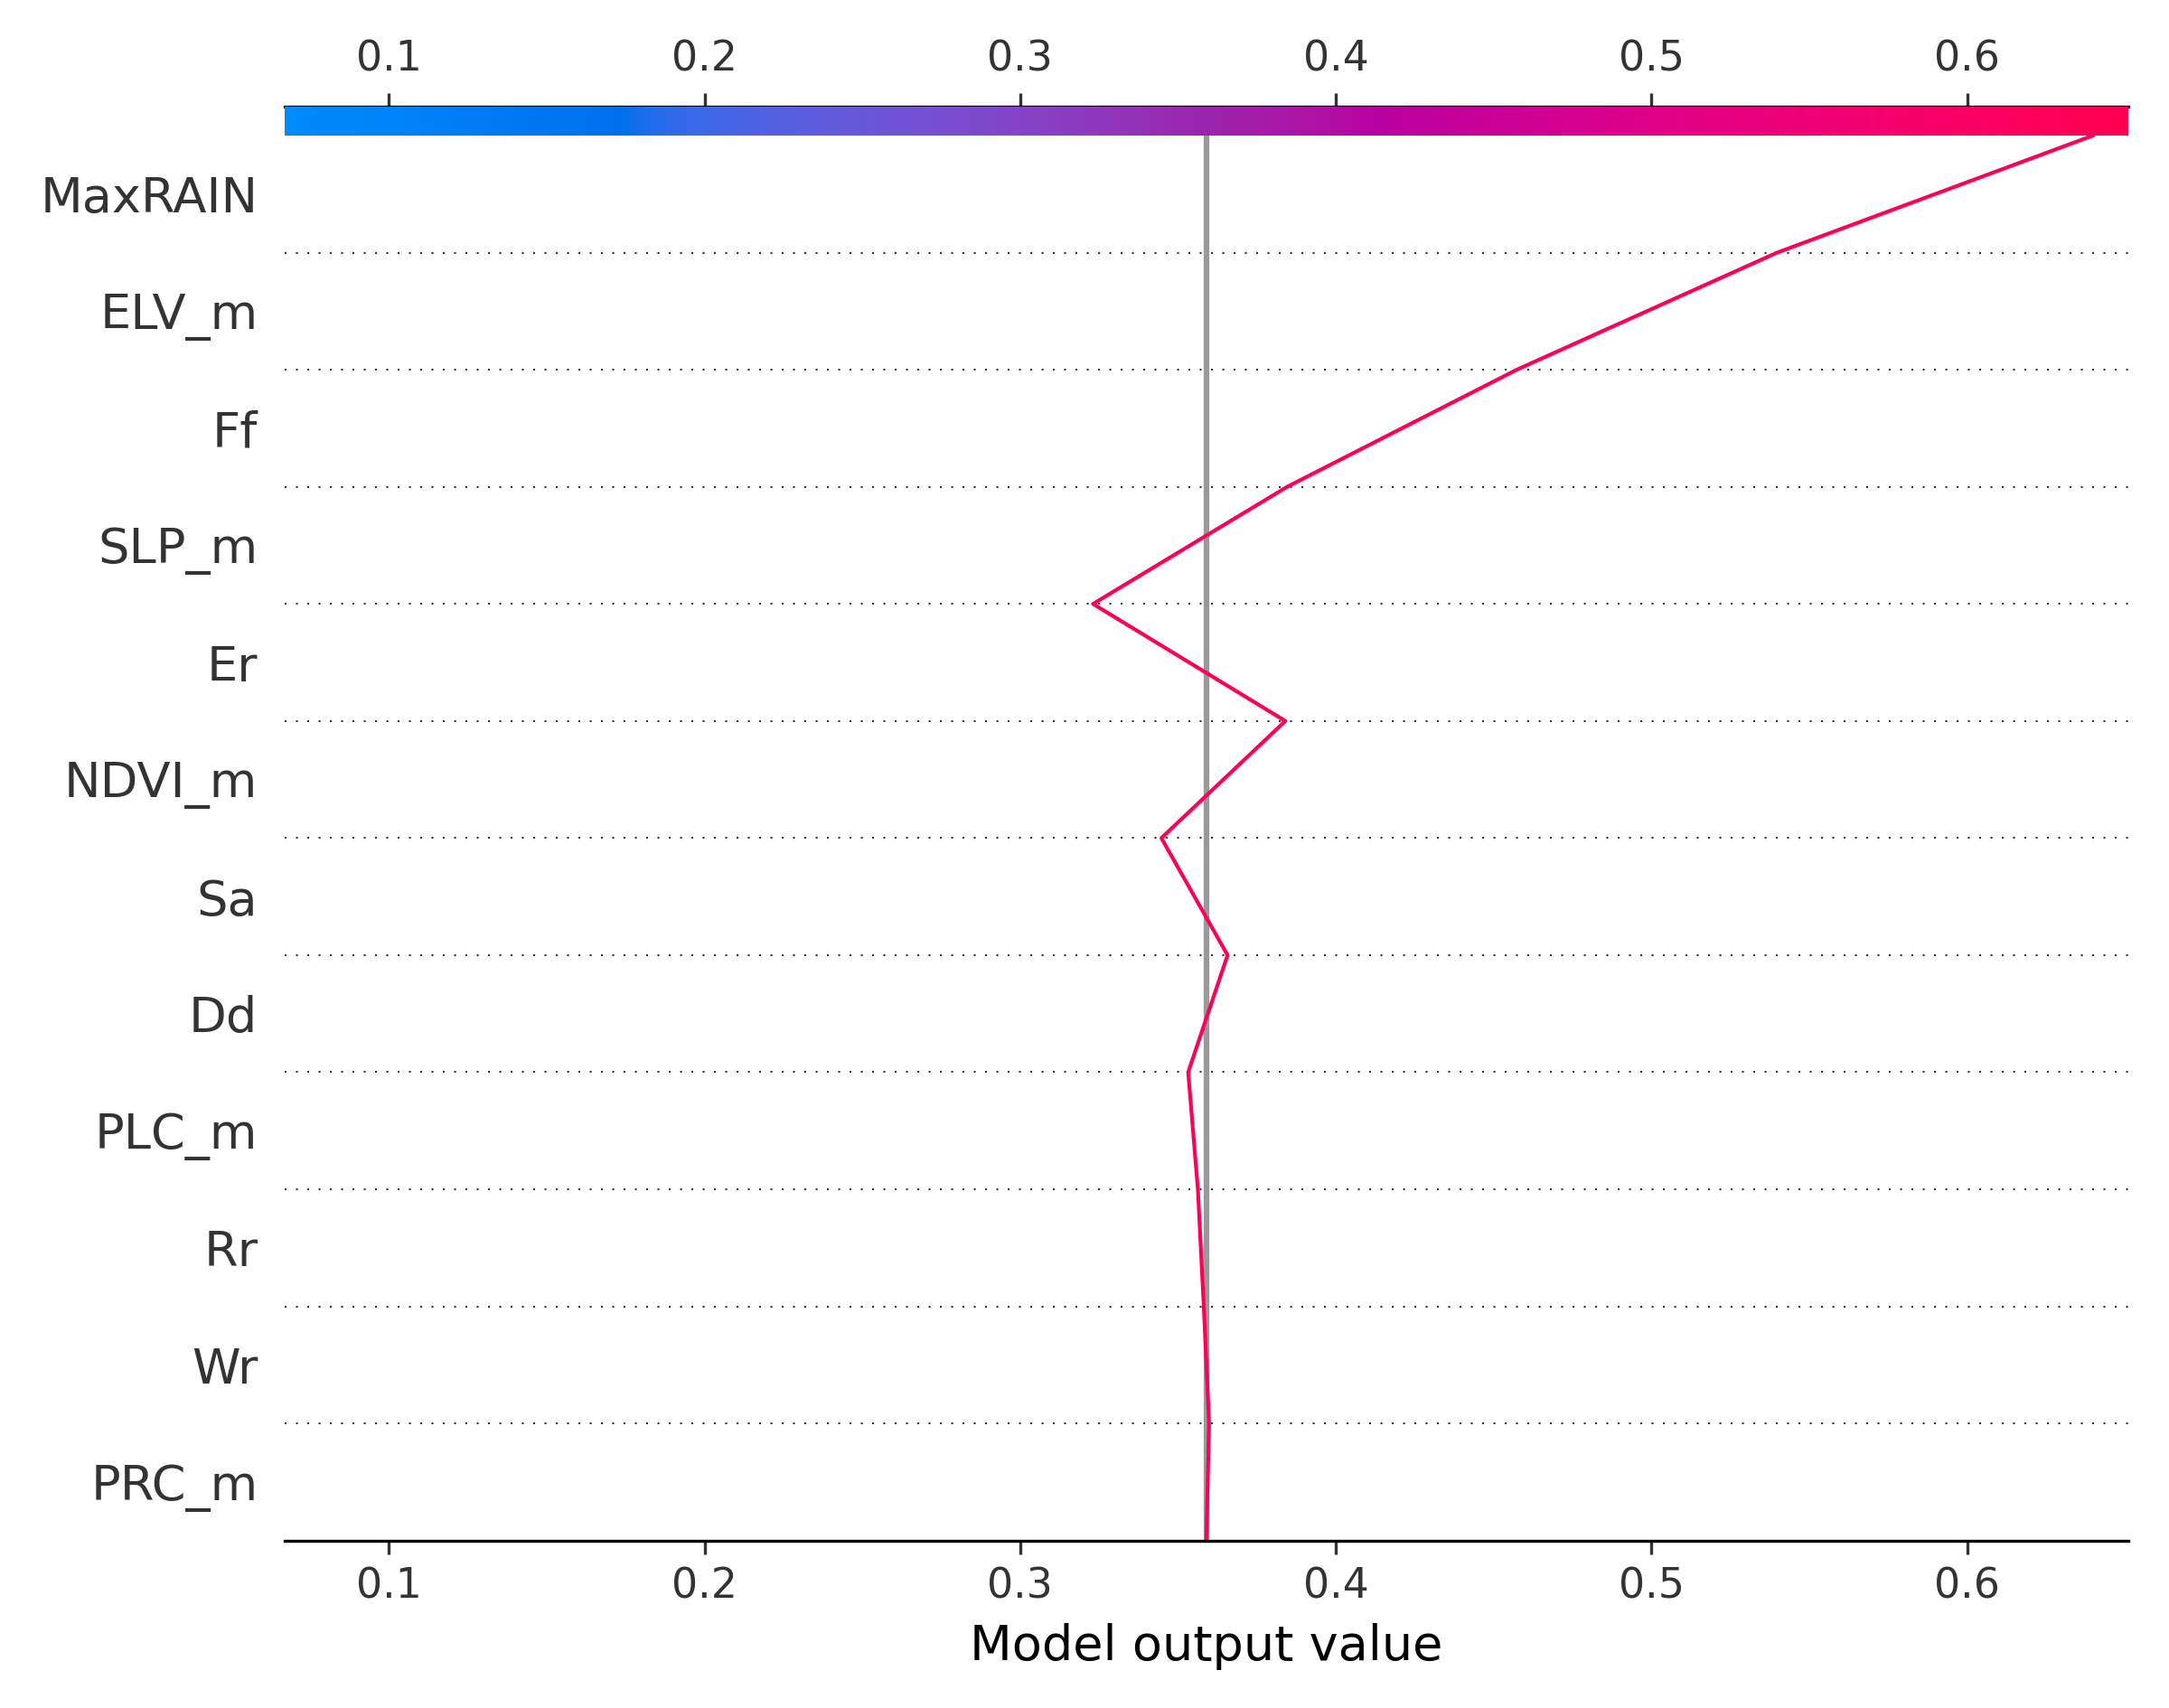 0.1 0.2 0.3 0.4 0.5 0.6
MaxRAIN
ELV_m
Ff
SLP_m
Er
NDVI_m
Sa
Dd
PLC_m
Rr
Wr
PRC_m
0.1 0.2 0.3 0.4 0.5 0.6
Model output value